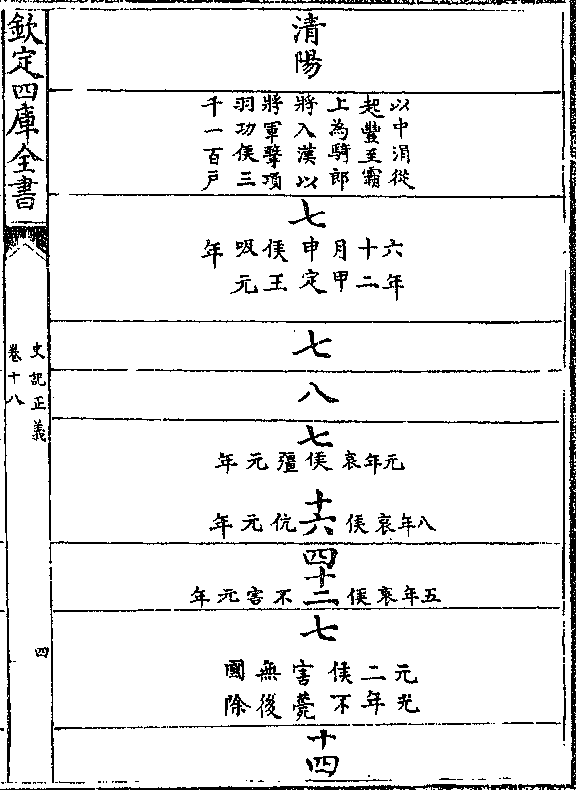 清陽
以中涓從
起豐至霸
上為騎郎
將入漢以
將軍擊項
羽功侯三
千一百戶
七
六年
十二
月甲
申定
侯王
吸元
年
七
八
七
元年哀侯彊元年
十六
八年哀侯伉元年
四
十二
五年哀侯不害元年
七
元光
二年
侯不
害薨
無後
國除
十四
欽定四庫全書
史記正義
卷十八
四